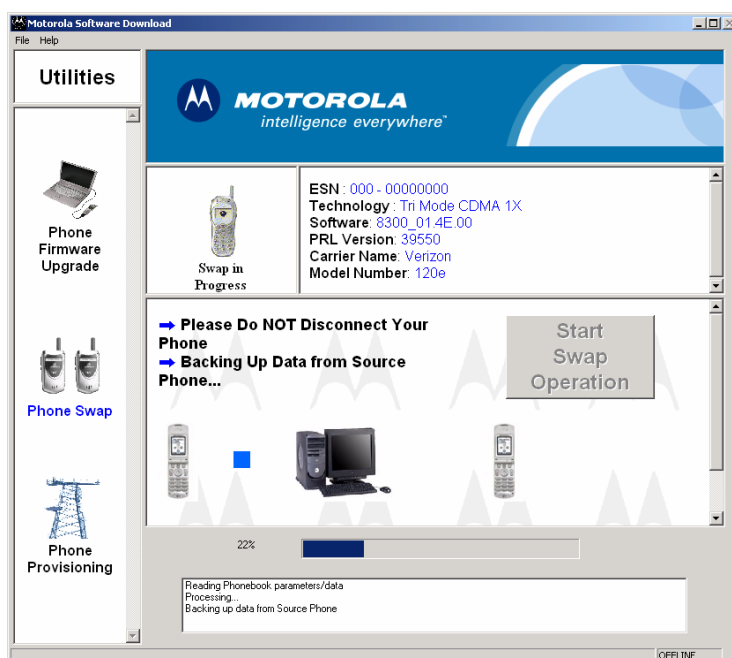 Motorola Software Download
File Help
Utilities
MOTOROLA
intelligence everywhere™
Phone
Firmware
Upgrade
Phone Swap
Phone
Provisioning
Swap in
Progress
ESN : 000 - 00000000
Technology : Tri Mode CDMA 1X
Software: 8300_01.4E.00
PRL Version: 39550
Carrier Name: Verizon
Model Number: 120e
➡ Please Do NOT Disconnect Your
Phone
➡ Backing Up Data from Source
Phone...
Start
Swap
Operation
22%
Reading Phonebook parameters/data
Processing...
Backing up data from Source Phone
OFFLINE